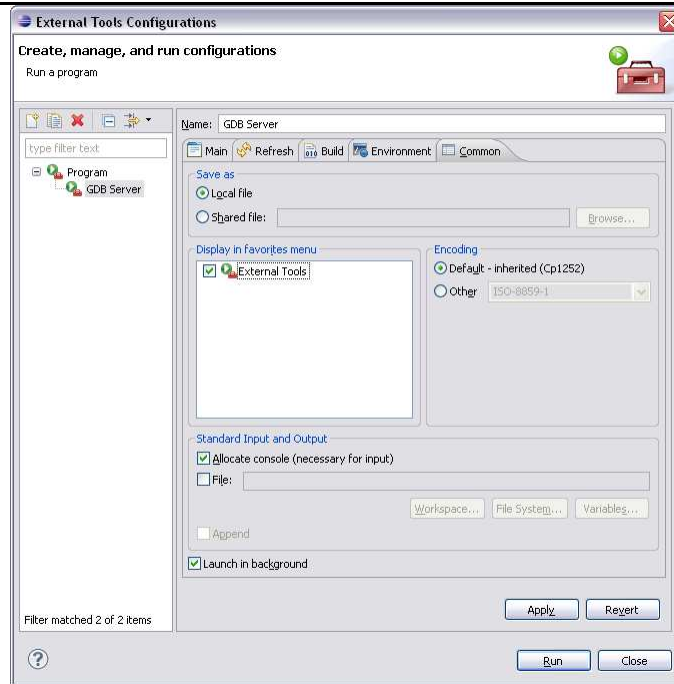 External Tools Configurations
Create, manage, and run configurations
Run a program
type filter text
Program
GDB Server
Filter matched 2 of 2 items
Name: GDB Server
Main Refresh Build Environment Common
Save as
Local file
Shared file: Browse...
Display in favorites menu
External Tools
Encoding
Default - inherited (Cp1252)
Other ISO-8859-1
Standard Input and Output
Allocate console (necessary for input)
File:
Workspace... File System... Variables...
Append
Launch in background
Apply Revert
Run Close